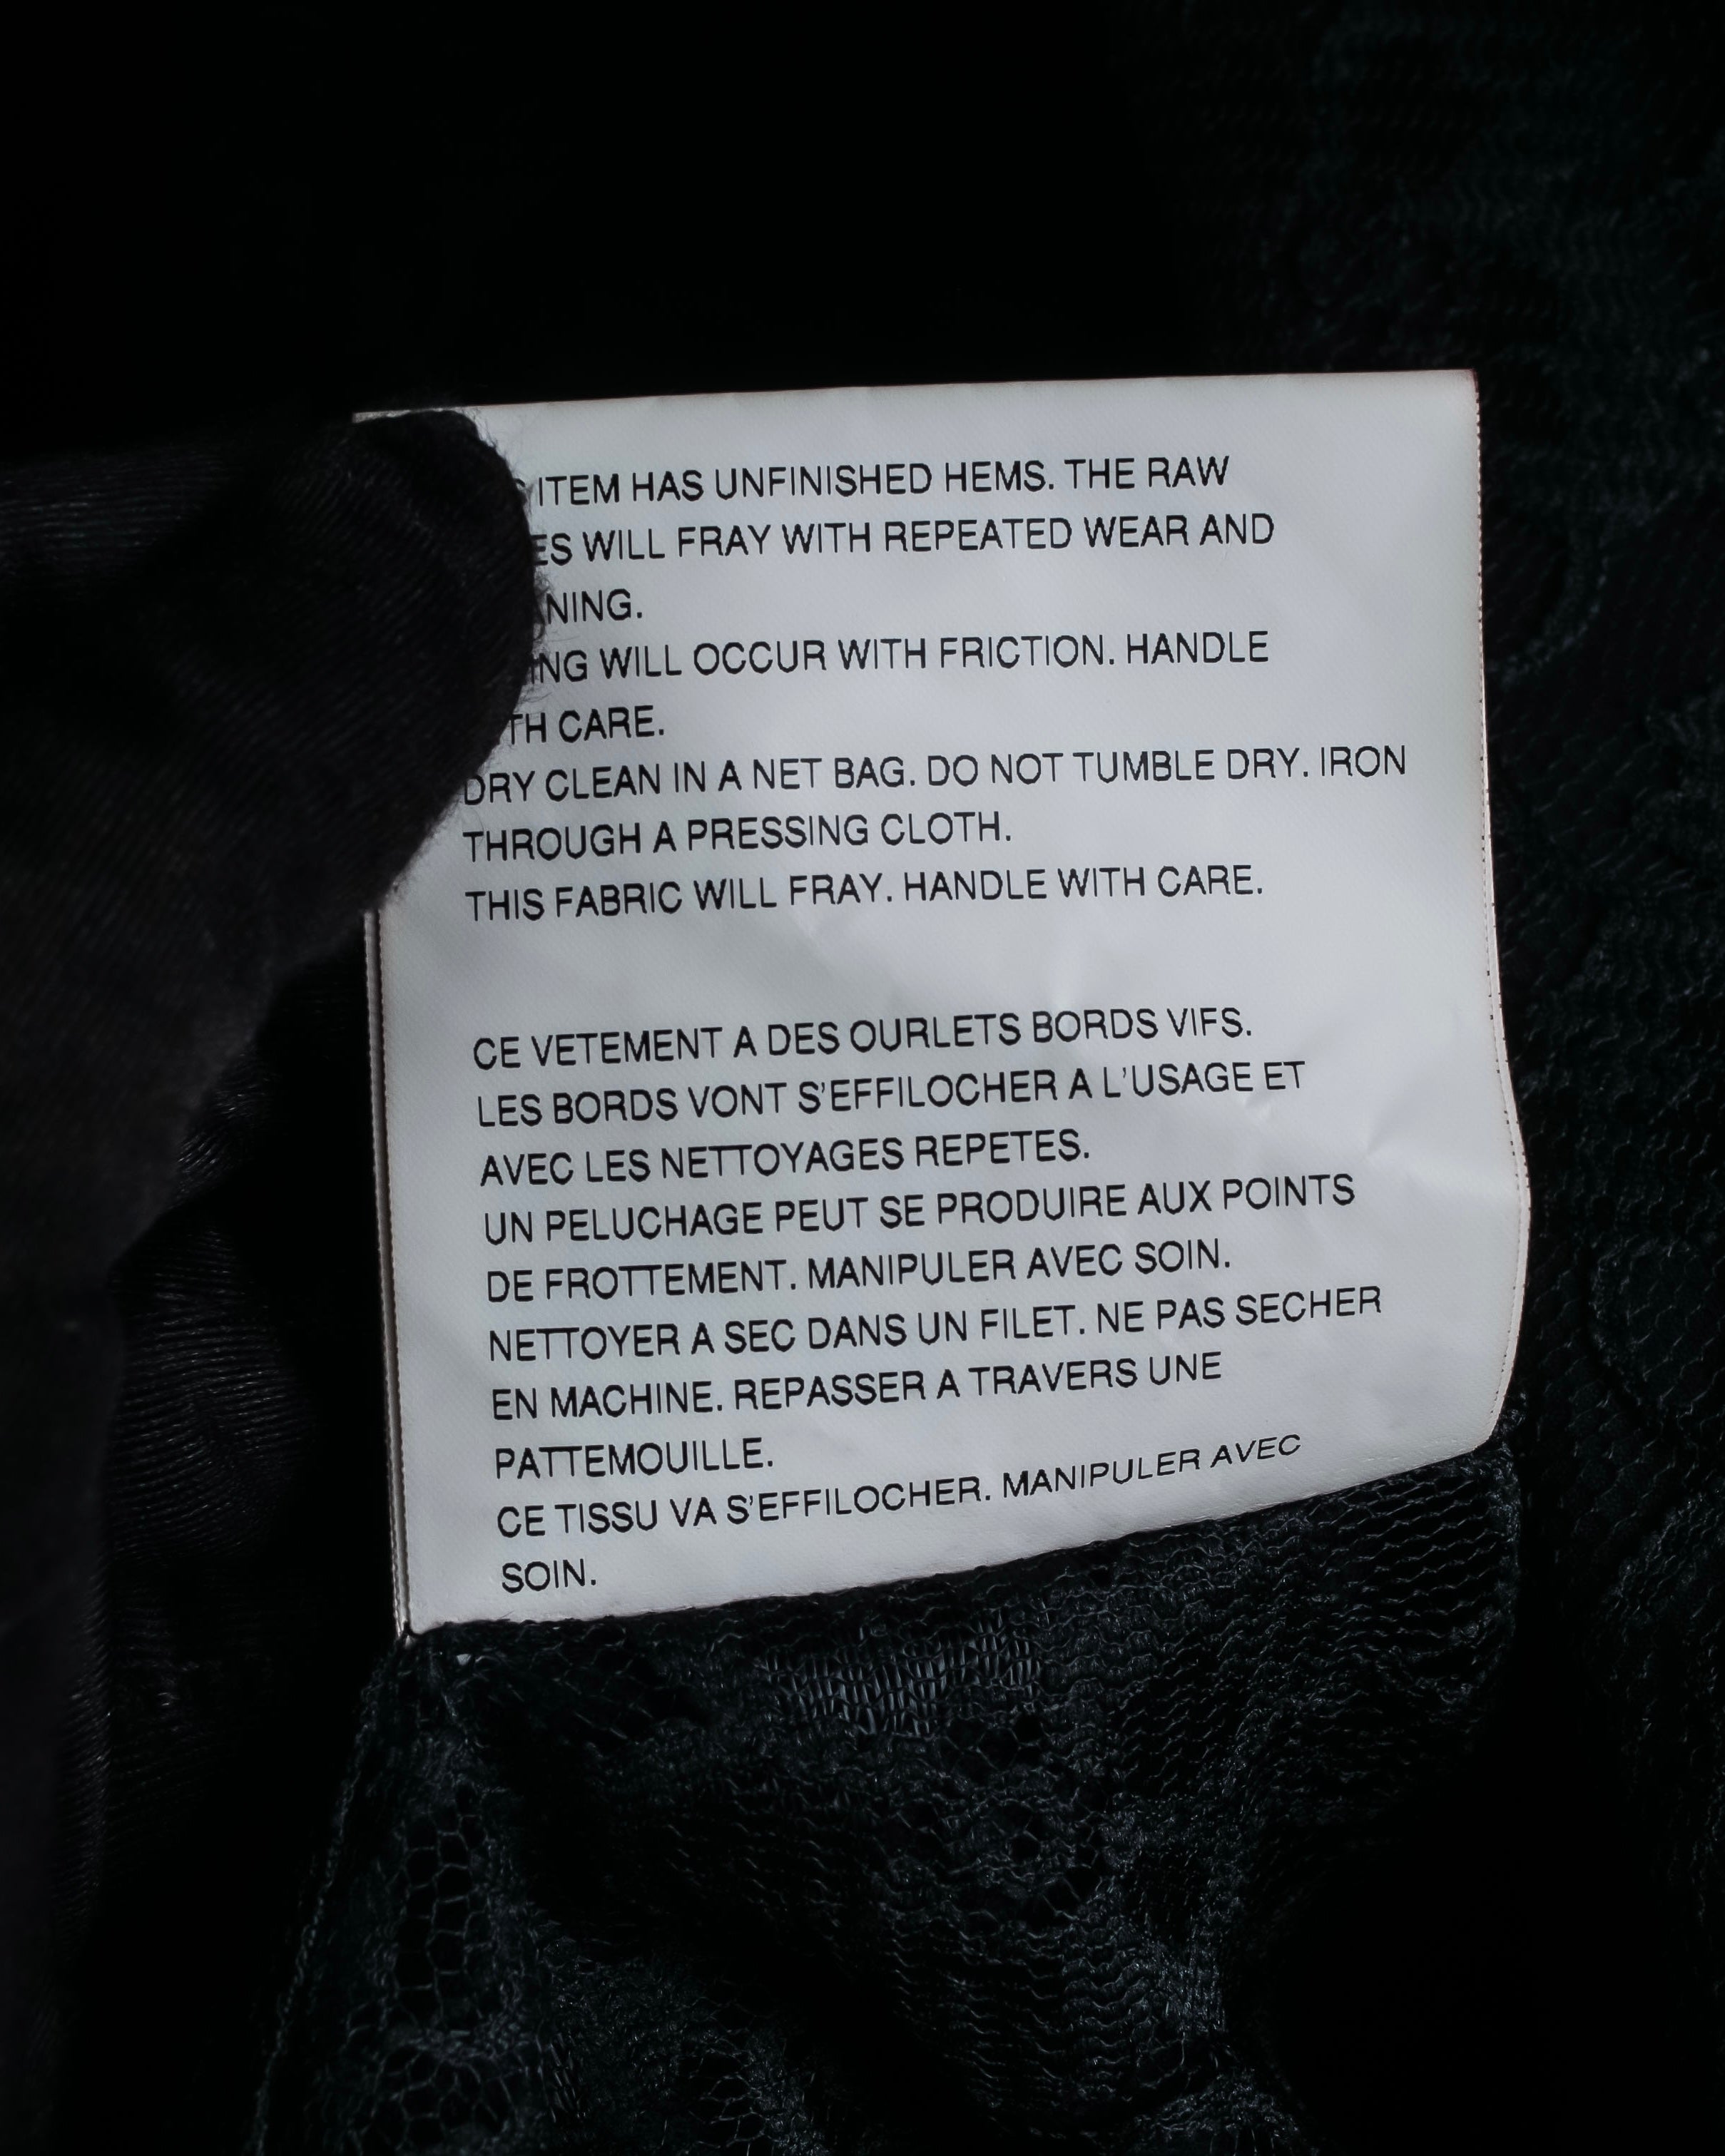 ITEM HAS UNFINISHED HEMS. THE RAW
WILL FRAY WITH REPEATED WEAR AND
WILL OCCUR WITH FRICTION. HANDLE
CARE.
DRY CLEAN IN A NET BAG. DO NOT TUMBLE DRY. IRON
THROUGH A PRESSING CLOTH.
THIS FABRIC WILL FRAY. HANDLE WITH CARE.
CE VETEMENT A DES OURLETS BORDS VIFS.
LES BORDS VONT S'EFFILOCHER A L'USAGE ET
AVEC LES NETTOYAGES REPETES.
UN PELUCHAGE PEUT SE PRODUIRE AUX POINTS
DE FROTTEMENT. MANIPULER AVEC SOIN.
NETTOYER A SEC DANS UN FILET. NE PAS SECHER
EN MACHINE. REPASSER A TRAVERS UNE
PATTEMOUILLE.
CE TISSU VA S'EFFILOCHER. MANIPULER AVEC
SOIN.